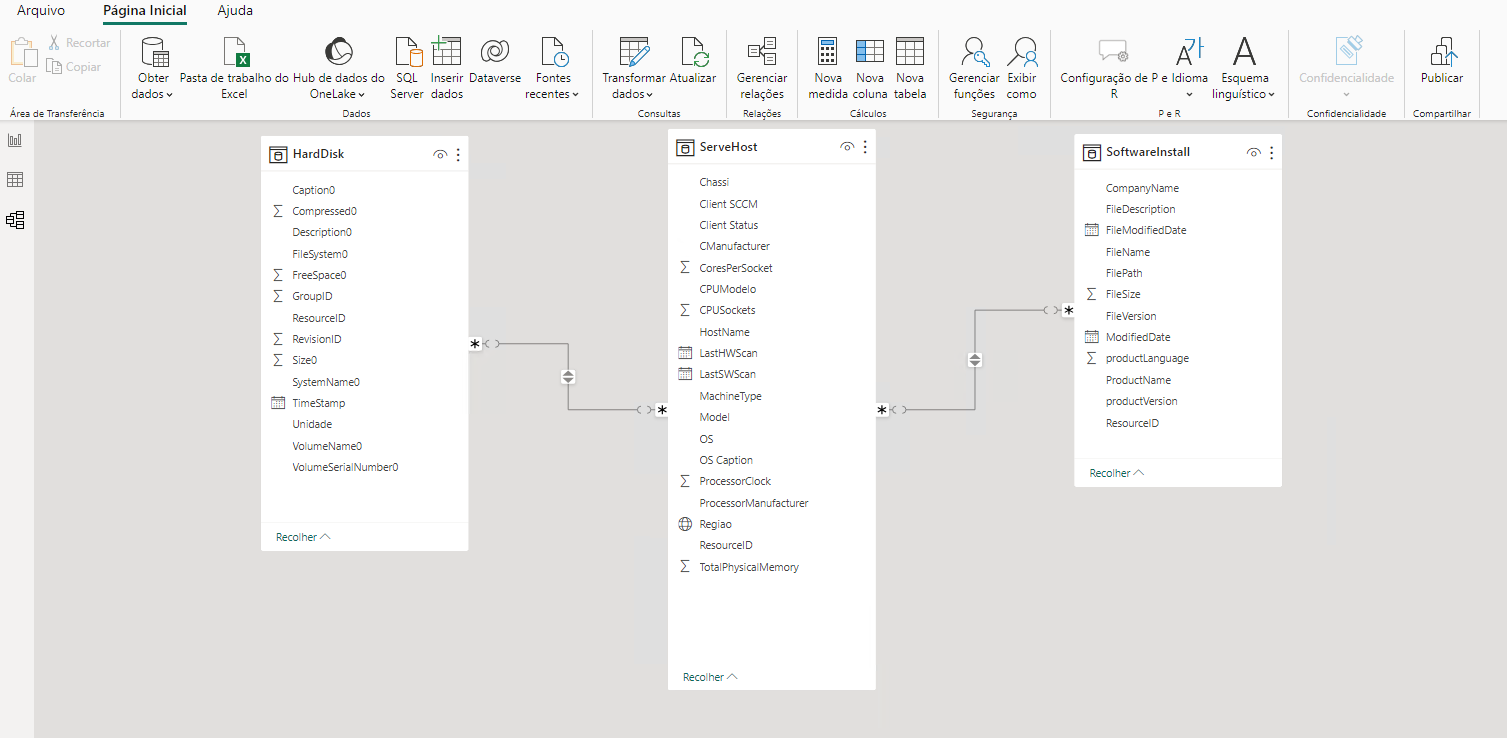 Arquivo
Página Inicial
Ajuda
Colar
Recortar
Copiar
Área de Transferência
Obter
dados
Pasta de trabalho do
Excel
Hub de dados do
OneLake
SQL
Server
Inserir
dados
Dataverse
Fontes
recentes
Dados
Transformar
dados
Atualizar
Consultas
Gerenciar
relações
Relações
Nova
medida
Nova
coluna
Nova
tabela
Cálculos
Gerenciar
funções
Exibir
como
Segurança
Configuração de P e
R
Idioma
Esquema
linguístico
P e R
Confidencialidade
Confidencialidade
Publicar
Compartilhar
HardDisk
Caption0
Compressed0
Description0
FileSystem0
FreeSpace0
GroupID
ResourceID
RevisionID
Size0
SystemName0
TimeStamp
Unidade
VolumeName0
VolumeSerialNumber0
Recolher
ServeHost
Chassi
Client SCCM
Client Status
CManufacturer
CoresPerSocket
CPUModelo
CPUSockets
HostName
LastHWScan
LastSWScan
MachineType
Model
OS
OS Caption
ProcessorClock
ProcessorManufacturer
Regiao
ResourceID
TotalPhysicalMemory
Recolher
SoftwareInstall
CompanyName
FileDescription
FileModifiedDate
FileName
FilePath
FileSize
FileVersion
ModifiedDate
productLanguage
ProductName
productVersion
ResourceID
Recolher